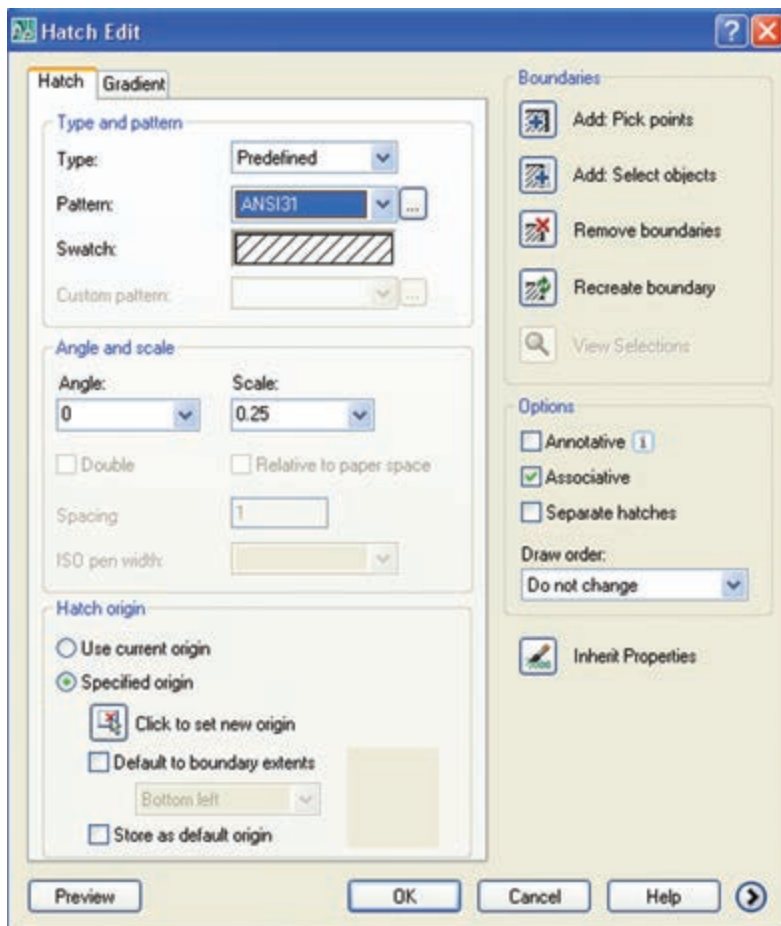 Hatch Edit
Hatch
Gradient
Type and pattern
Type:
Predefined
Pattern:
ANSI31
...
Swatch:
Custom pattern:
...
Angle and scale
Angle:
Scale:
0
0.25
Double
Relative to paper space
Spacing
1
ISO pen width:
Hatch origin
Use current origin
Specified origin
Click to set new origin
Default to boundary extents
Bottom left
Store as default origin
Boundaries
Add: Pick points
Add: Select objects
Remove boundaries
Recreate boundary
View Selections
Options
Annotative
Associative
Separate hatches
Draw order:
Do not change
Inherit Properties
Preview
OK
Cancel
Help